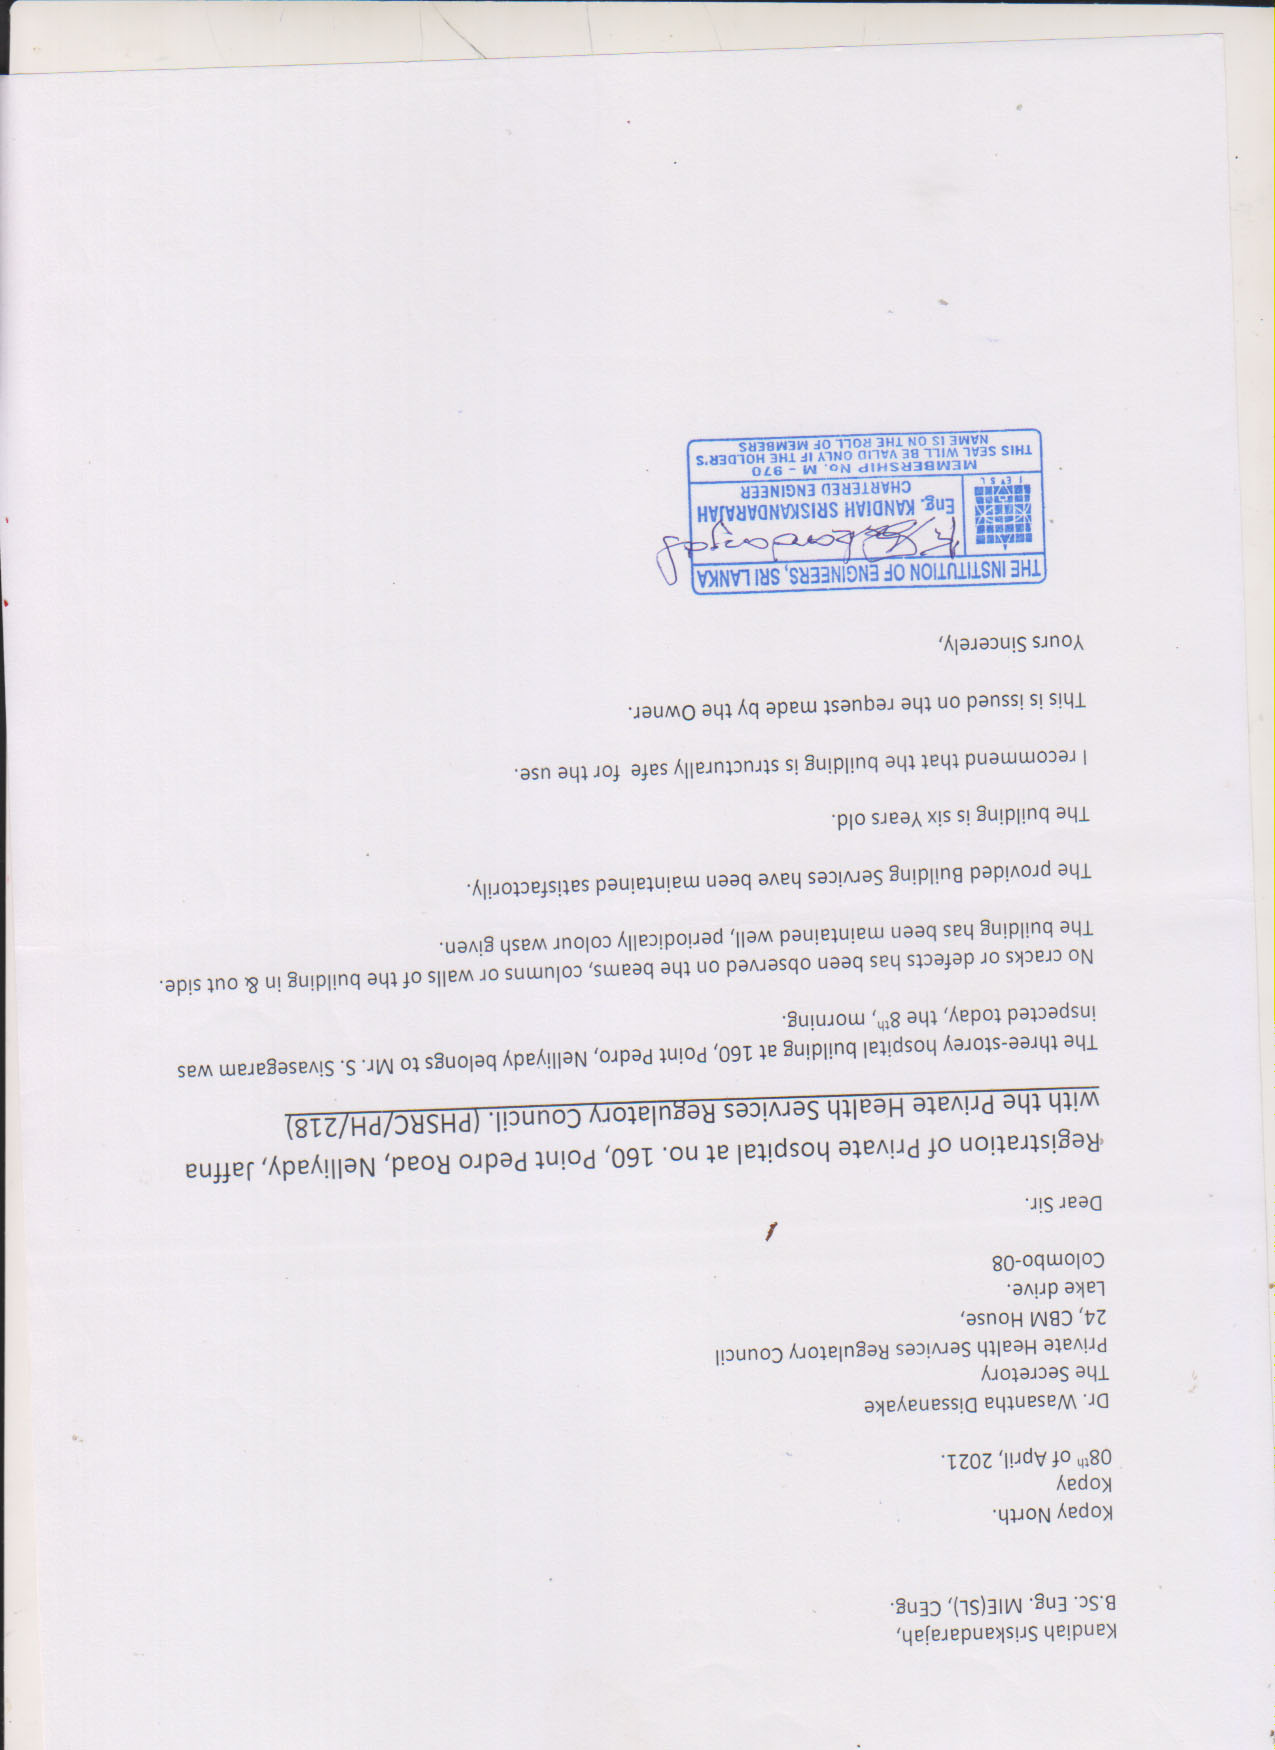 Kandiah Sriskandarajah,
B.Sc. Eng. MIE(SL), CEng.
Kopay North.
Kopay
08th of April, 2021.
Dr. Wasantha Dissanayake
The Secretory
Private Health Services Regulatory Council
24, CBM House,
Lake drive.
Colombo-08
Dear Sir.
Registration of Private hospital at no. 160, Point Pedro Road, Nelliyady, Jaffna
with the Private Health Services Regulatory Council. (PHSRC/PH/218)
The three-storey hospital building at 160, Point Pedro, Nelliyady belongs to Mr. S. Sivasegaram was
inspected today, the 8th, morning.
No cracks or defects has been observed on the beams, columns or walls of the building in & out side.
The building has been maintained well, periodically colour wash given.
The provided Building Services have been maintained satisfactorily.
The building is six Years old.
I recommend that the building is structurally safe for the use.
This is issued on the request made by the Owner.
Yours Sincerely,
THE INSTITUTION OF ENGINEERS, SRI LANKA
K Sriskandarajah
I E S L
Eng. KANDIAH SRISKANDARAJAH
CHARTERED ENGINEER
MEMBERSHIP No. M - 970
THIS SEAL WILL BE VALID ONLY IF THE HOLDER'S
NAME IS ON THE ROLL OF MEMBERS